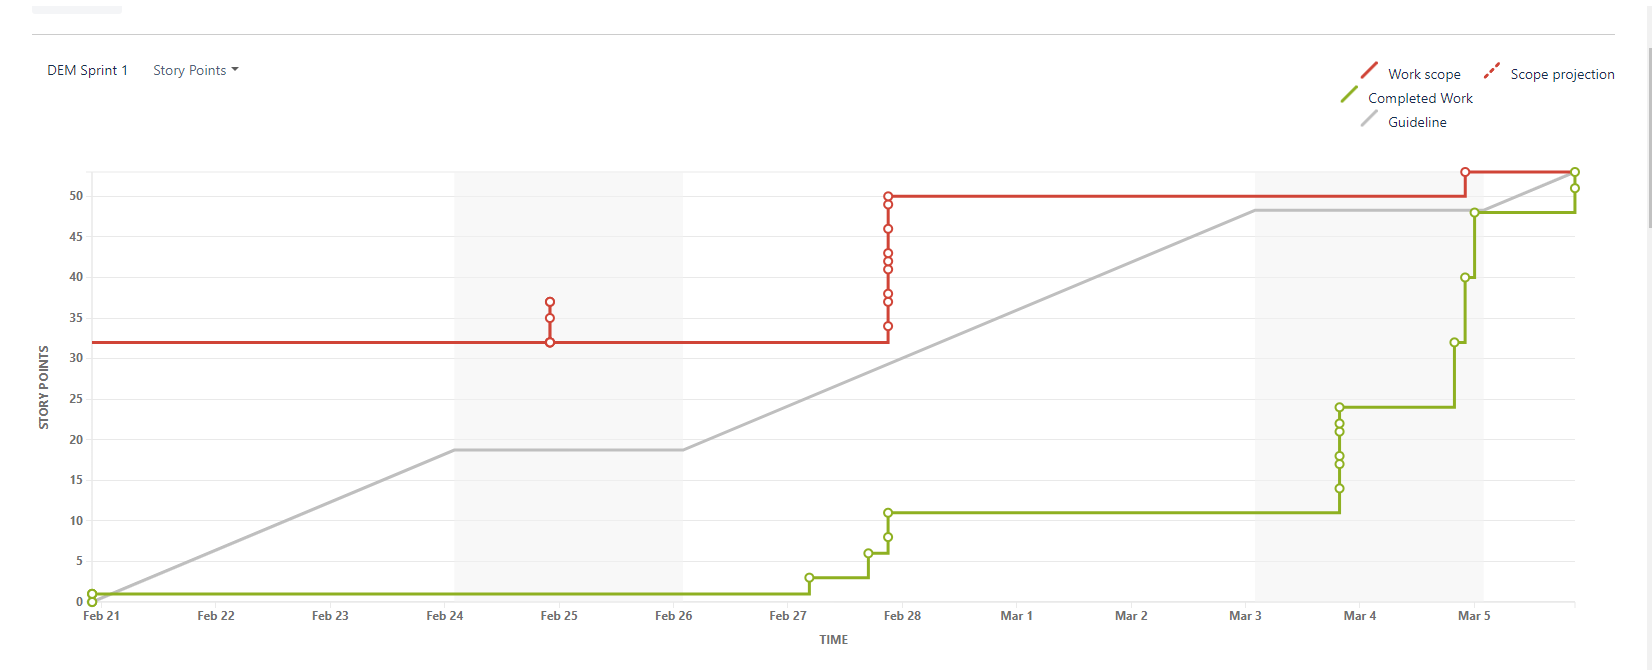 DEM Sprint 1 Story Points
Work scope Scope projection
Completed Work
Guideline
50
45
40
35
30
25
20
15
10
5
0
STORY POINTS
Feb 21 Feb 22 Feb 23 Feb 24 Feb 25 Feb 26 Feb 27 Feb 28 Mar 1 Mar 2 Mar 3 Mar 4 Mar 5
TIME